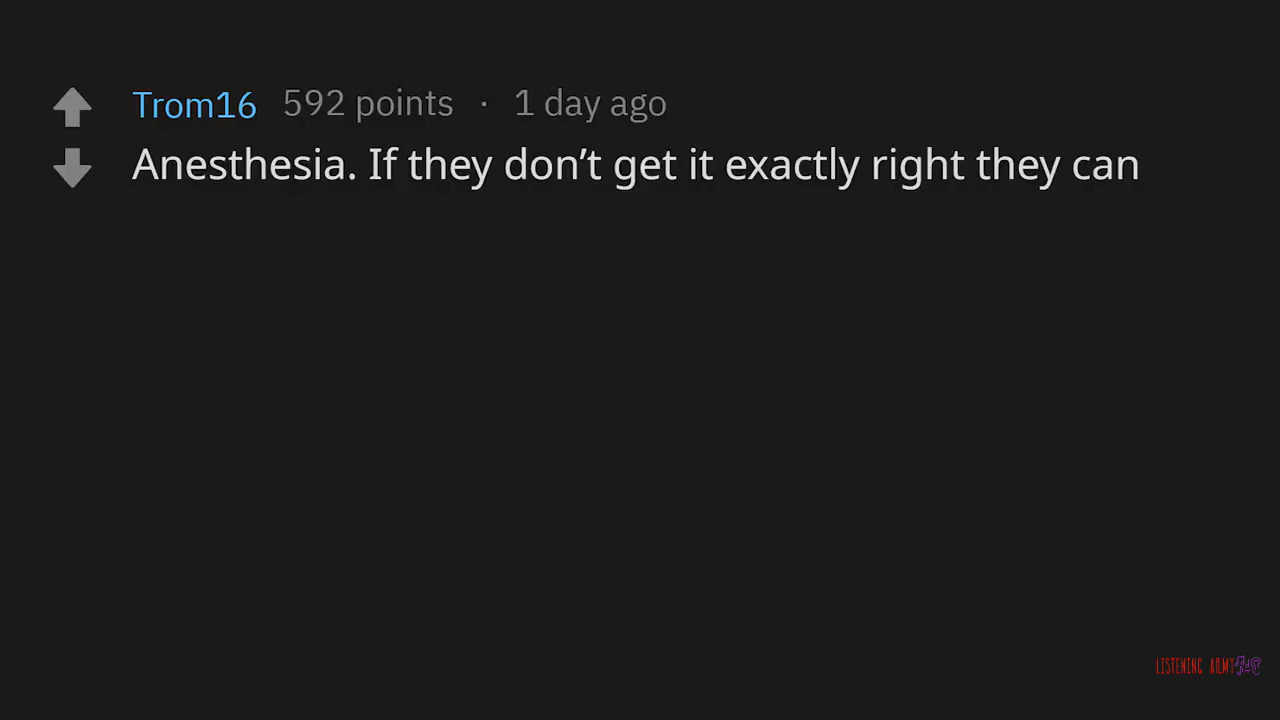 Trom16 592 points · 1 day ago
Anesthesia. If they don’t get it exactly right they can
LISTENING ARMY